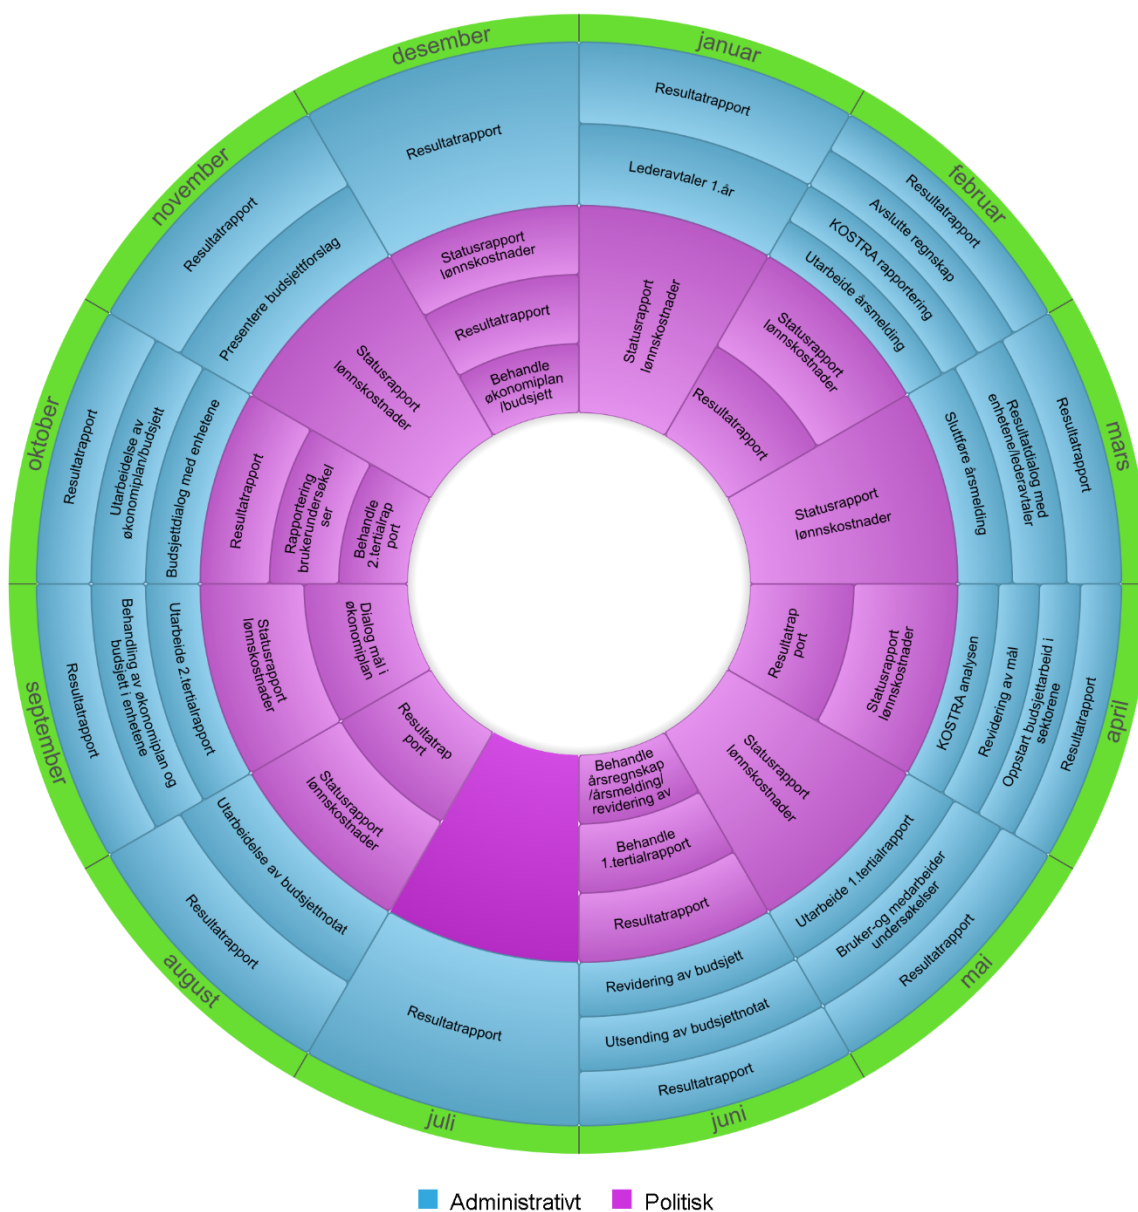 januar
Resultatrapport
Lederavtaler 1.år
Statusrapport
lønnskostnader
februar
Resultatrapport
Avslutte regnskap
KOSTRA rapportering
Utarbeide årsmelding
Statusrapport
lønnskostnader
Resultatrapport
mars
Resultatrapport
Resultatdialog med
enhetene/lederavtaler
Sluttføre årsmelding
Statusrapport
lønnskostnader
april
Resultatrapport
Oppstart budsjettarbeid i
sektorene
Revidering av mål
KOSTRA analysen
Statusrapport
lønnskostnader
Resultatrap
port
mai
Resultatrapport
Bruker-og medarbeider
undersøkelser
Utarbeide 1.tertialrapport
Statusrapport
lønnskostnader
juni
Resultatrapport
Utsending av budsjettnotat
Revidering av budsjett
Resultatrapport
Behandle
1.tertialrapport
Behandle
årsregnskap
/årsmelding/
revidering av
juli
Resultatrapport
august
Resultatrapport
Utarbeidelse av budsjettnotat
Statusrapport
lønnskostnader
Resultatrap
port
september
Resultatrapport
Behandling av økonomiplan og
budsjett i enhetene
Utarbeide 2.tertialrapport
Statusrapport
lønnskostnader
Dialog mål i
økonomiplan
oktober
Resultatrapport
Utarbeidelse av
økonomiplan/budsjett
Budsjettdialog med enhetene
Resultatrapport
Rapportering
brukerundersøkel
ser
Behandle
2.tertialrap
port
november
Resultatrapport
Presentere budsjettforslag
Statusrapport
lønnskostnader
desember
Resultatrapport
Statusrapport
lønnskostnader
Resultatrapport
Behandle
økonomiplan
/budsjett
Administrativt
Politisk